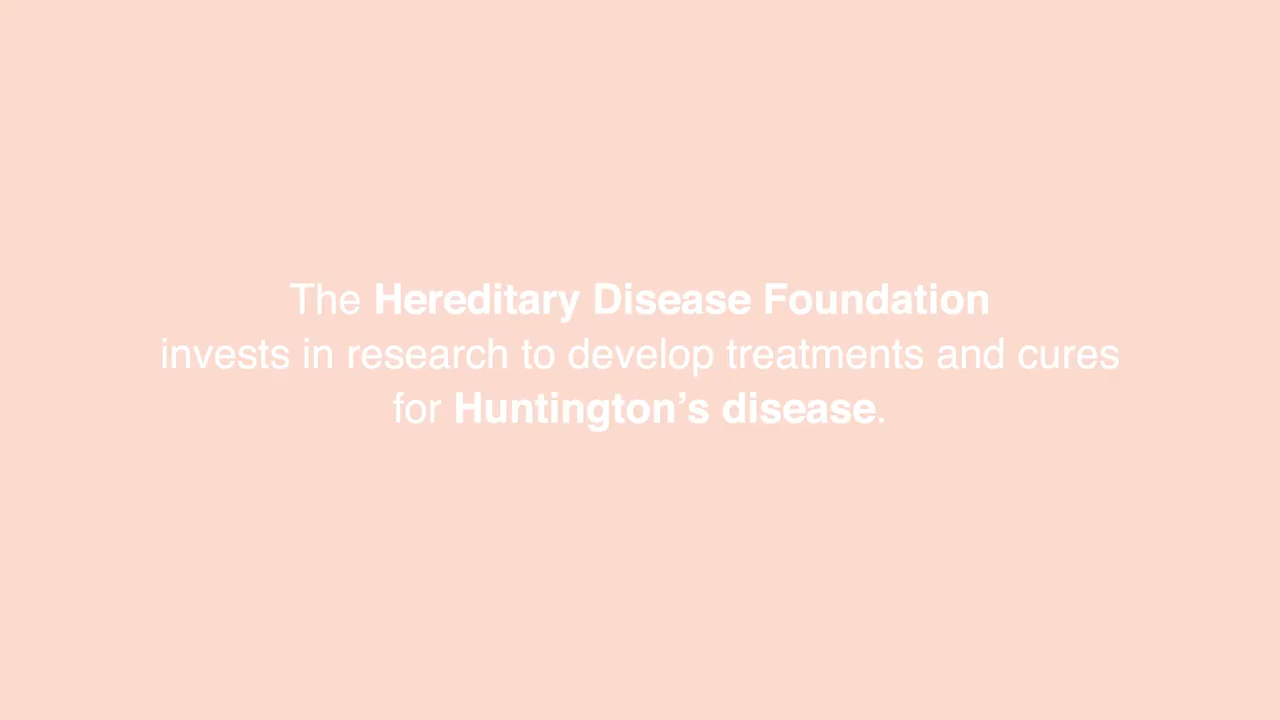 The Hereditary Disease Foundation
invests in research to develop treatments and cures
for Huntington’s disease.